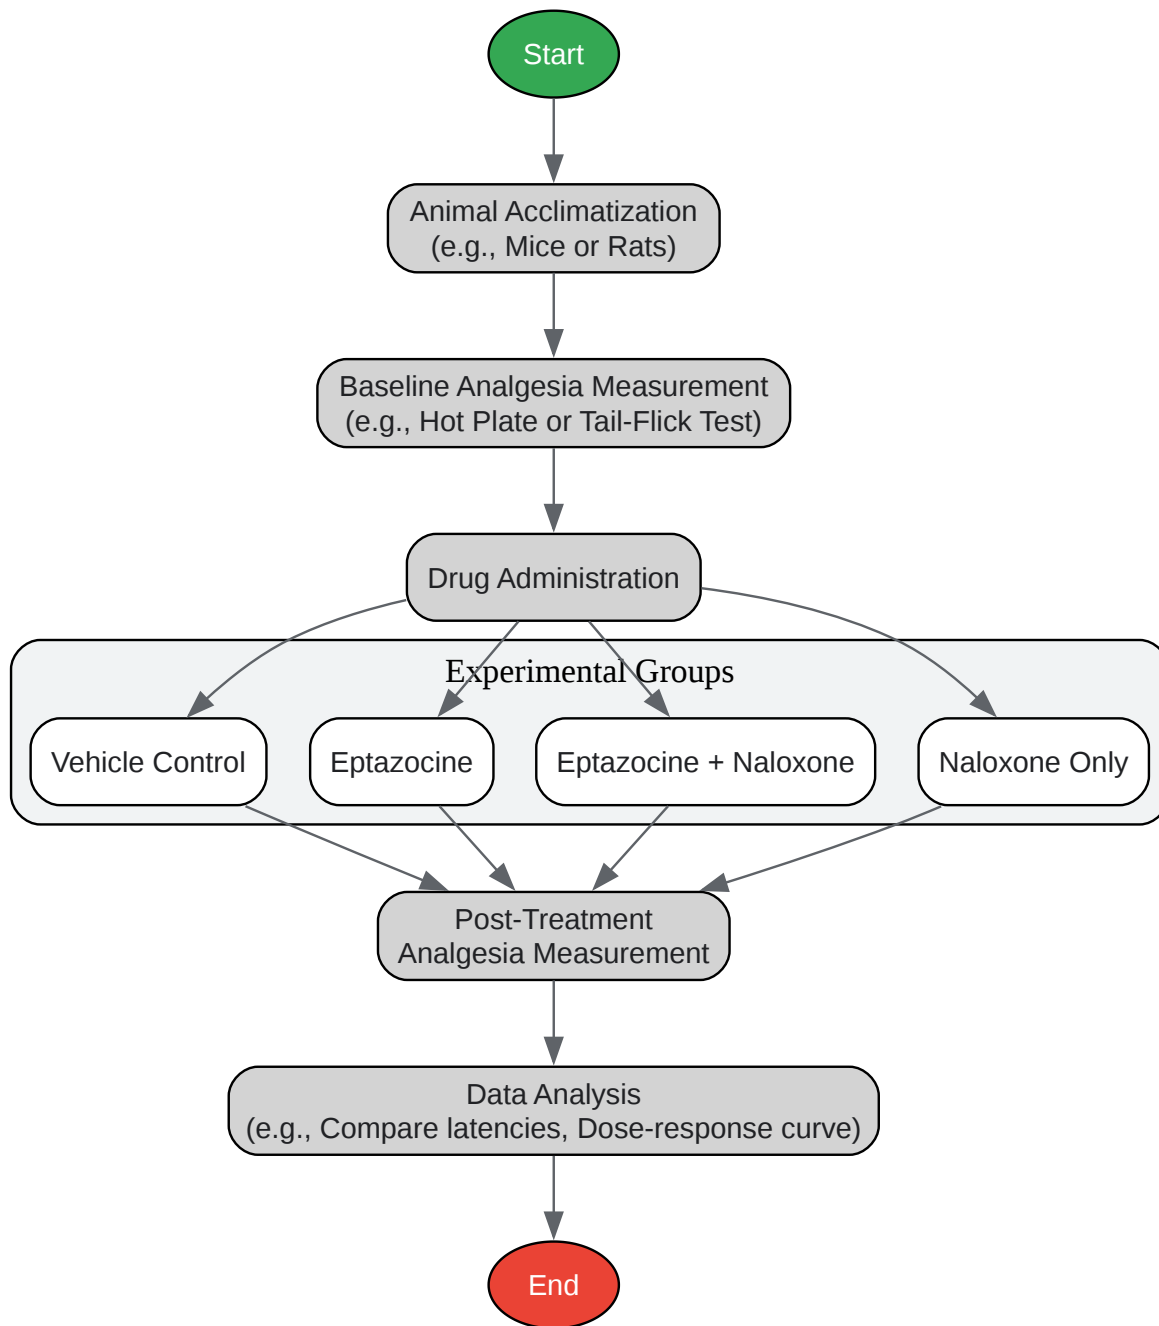 Start
Animal Acclimatization
(e.g., Mice or Rats)
Baseline Analgesia Measurement
(e.g., Hot Plate or Tail-Flick Test)
Drug Administration
Experimental Groups
Vehicle Control
Eptazocine
Eptazocine + Naloxone
Naloxone Only
Post-Treatment
Analgesia Measurement
Data Analysis
(e.g., Compare latencies, Dose-response curve)
End